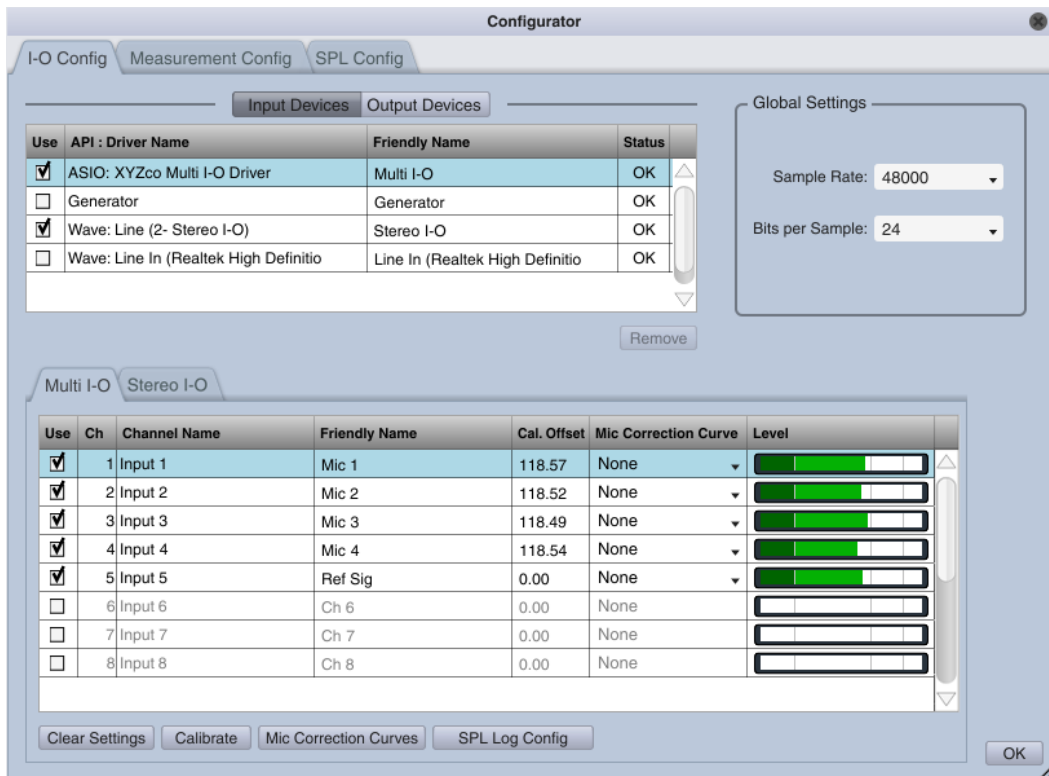 Configurator
I-O Config Measurement Config SPL Config
Input Devices Output Devices
Global Settings
Use API : Driver Name Friendly Name Status
ASIO: XYZco Multi I-O Driver Multi I-O OK
Generator Generator OK
Wave: Line (2- Stereo I-O) Stereo I-O OK
Wave: Line In (Realtek High Definitio Line In (Realtek High Definitio OK
Sample Rate: 48000
Bits per Sample: 24
Remove
Multi I-O Stereo I-O
Use Ch Channel Name Friendly Name Cal. Offset Mic Correction Curve Level
1 Input 1 Mic 1 118.57 None
2 Input 2 Mic 2 118.52 None
3 Input 3 Mic 3 118.49 None
4 Input 4 Mic 4 118.54 None
5 Input 5 Ref Sig 0.00 None
6 Input 6 Ch 6 0.00 None
7 Input 7 Ch 7 0.00 None
8 Input 8 Ch 8 0.00 None
Clear Settings Calibrate Mic Correction Curves SPL Log Config
OK